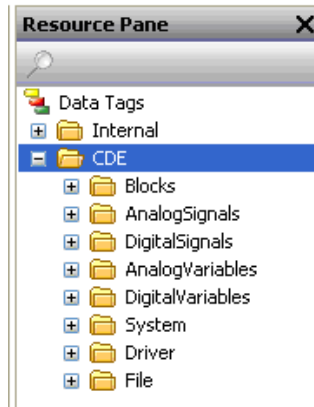 Resource Pane
Data Tags
Internal
CDE
Blocks
AnalogSignals
DigitalSignals
AnalogVariables
DigitalVariables
System
Driver
File